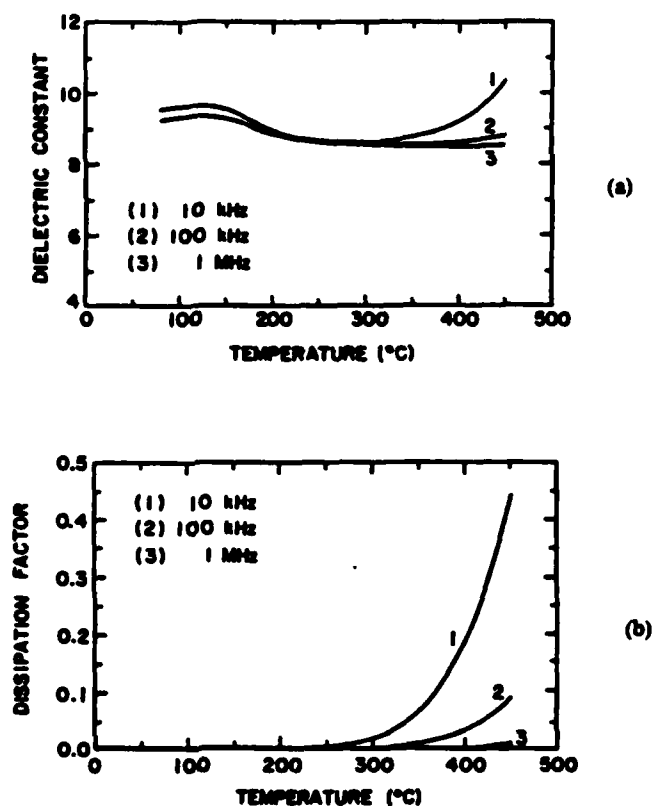 12
10
8
6
4
DIELECTRIC CONSTANT
1
2
3
(1) 10 kHz
(2) 100 kHz
(3) 1 MHz
0 100 200 300 400 500
TEMPERATURE (°C)
(a)
0.5
0.4
0.3
0.2
0.1
0.0
DISSIPATION FACTOR
(1) 10 kHz
(2) 100 kHz
(3) 1 MHz
1
2
3
0 100 200 300 400 500
TEMPERATURE (°C)
(b)